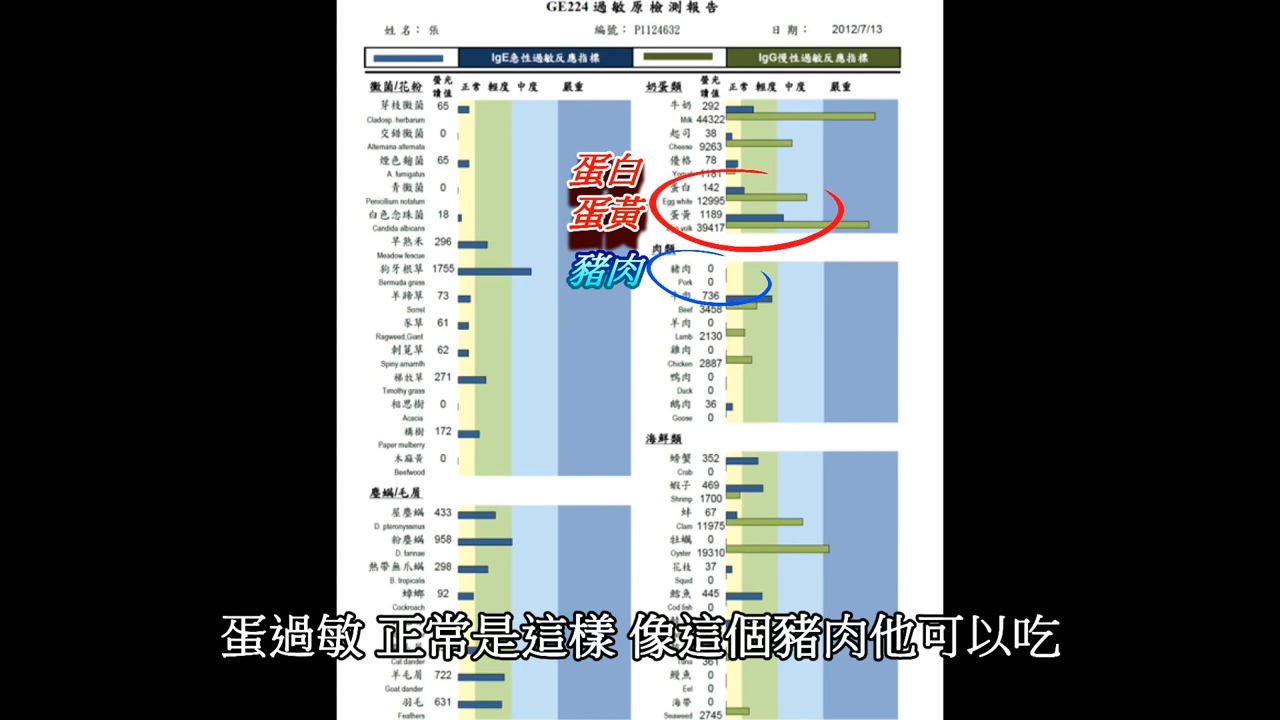 GE224 過敏原檢測報告
姓名：張 編號：P1124632 日期： 2012/7/13
IgE急性過敏反應指標 IgG慢性過敏反應指標
黴菌/花粉 螢光讀值 正常 輕度 中度 嚴重
芽枝黴菌 65
Cladosp. herbarum
交錯黴菌 0
Alternaria alternata
煙色麴菌 65
A. fumigatus
青黴菌 0
Penicillium notatum
白色念珠菌 18
Candida albicans
早熟禾 296
Meadow fescue
狗牙根草 1755
Bermuda grass
羊蹄草 73
Sorrel
豕草 61
Ragweed,Giant
刺莧草 62
Spiny amarnth
梯牧草 271
Timothy grass
相思樹 0
Acacia
構樹 172
Paper mulberry
木麻黃 0
Beefwood
塵蟎/毛屑
屋塵蟎 433
D. pteronyssinus
粉塵蟎 958
D. farinae
熱帶無爪蟎 298
B. tropicalis
蟑螂 92
Cockroach
Cat dander
羊毛屑 722
Goat dander
羽毛 631
Feathers
奶蛋類 螢光讀值 正常 輕度 中度 嚴重
牛奶 292
Milk 44322
起司 38
Cheese 9263
優格 78
1181
蛋白 142
Egg white 12995
蛋黃 1189
39417
肉類
豬肉 0
Pork 0
牛肉 736
Beef 3458
羊肉 0
Lamb 2130
雞肉 0
Chicken 2887
鴨肉 0
Duck 0
鵝肉 36
Goose 0
海鮮類
螃蟹 352
Crab 0
蝦子 469
Shrimp 1700
蚌 67
Clam 11975
牡蠣 0
Oyster 19310
花枝 37
Squid 0
鱈魚 445
Cod fish 0
Tuna 361
鰻魚 0
Eel 0
海帶 0
Seaweed 2745
蛋白
蛋黃
豬肉
蛋過敏 正常是這樣 像這個豬肉他可以吃